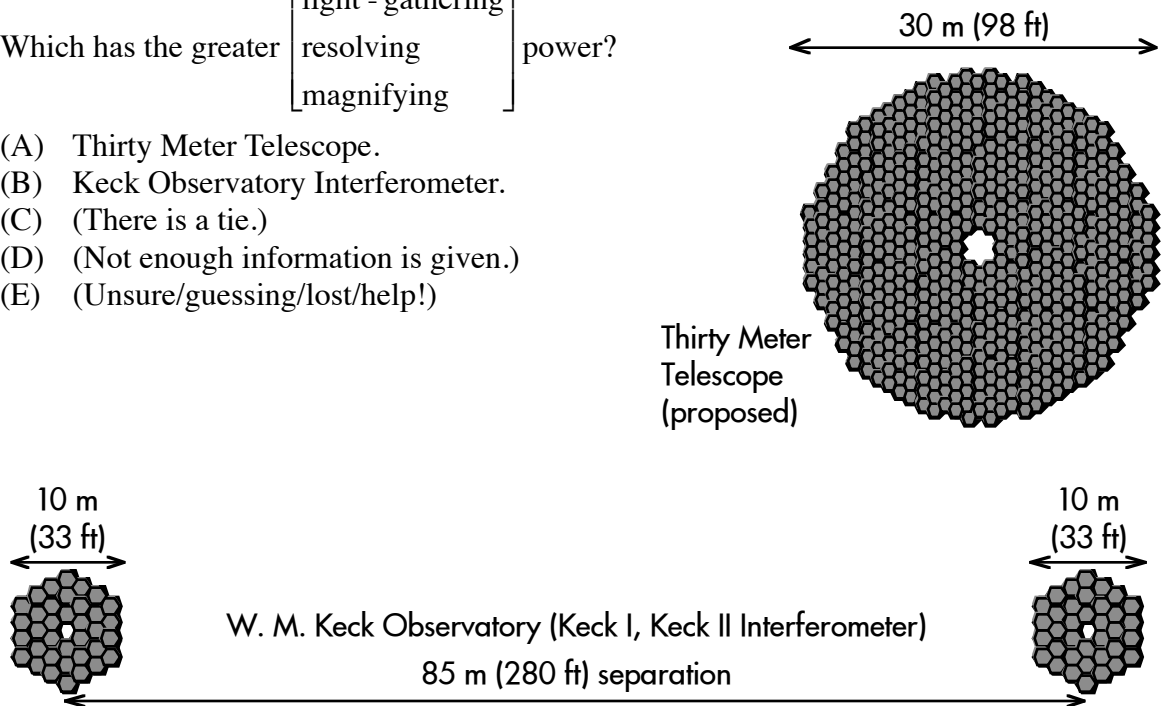 light - gathering
Which has the greater resolving power?
magnifying
(A) Thirty Meter Telescope.
(B) Keck Observatory Interferometer.
(C) (There is a tie.)
(D) (Not enough information is given.)
(E) (Unsure/guessing/lost/help!)
30 m (98 ft)
Thirty Meter
Telescope
(proposed)
10 m
(33 ft)
10 m
(33 ft)
W. M. Keck Observatory (Keck I, Keck II Interferometer)
85 m (280 ft) separation